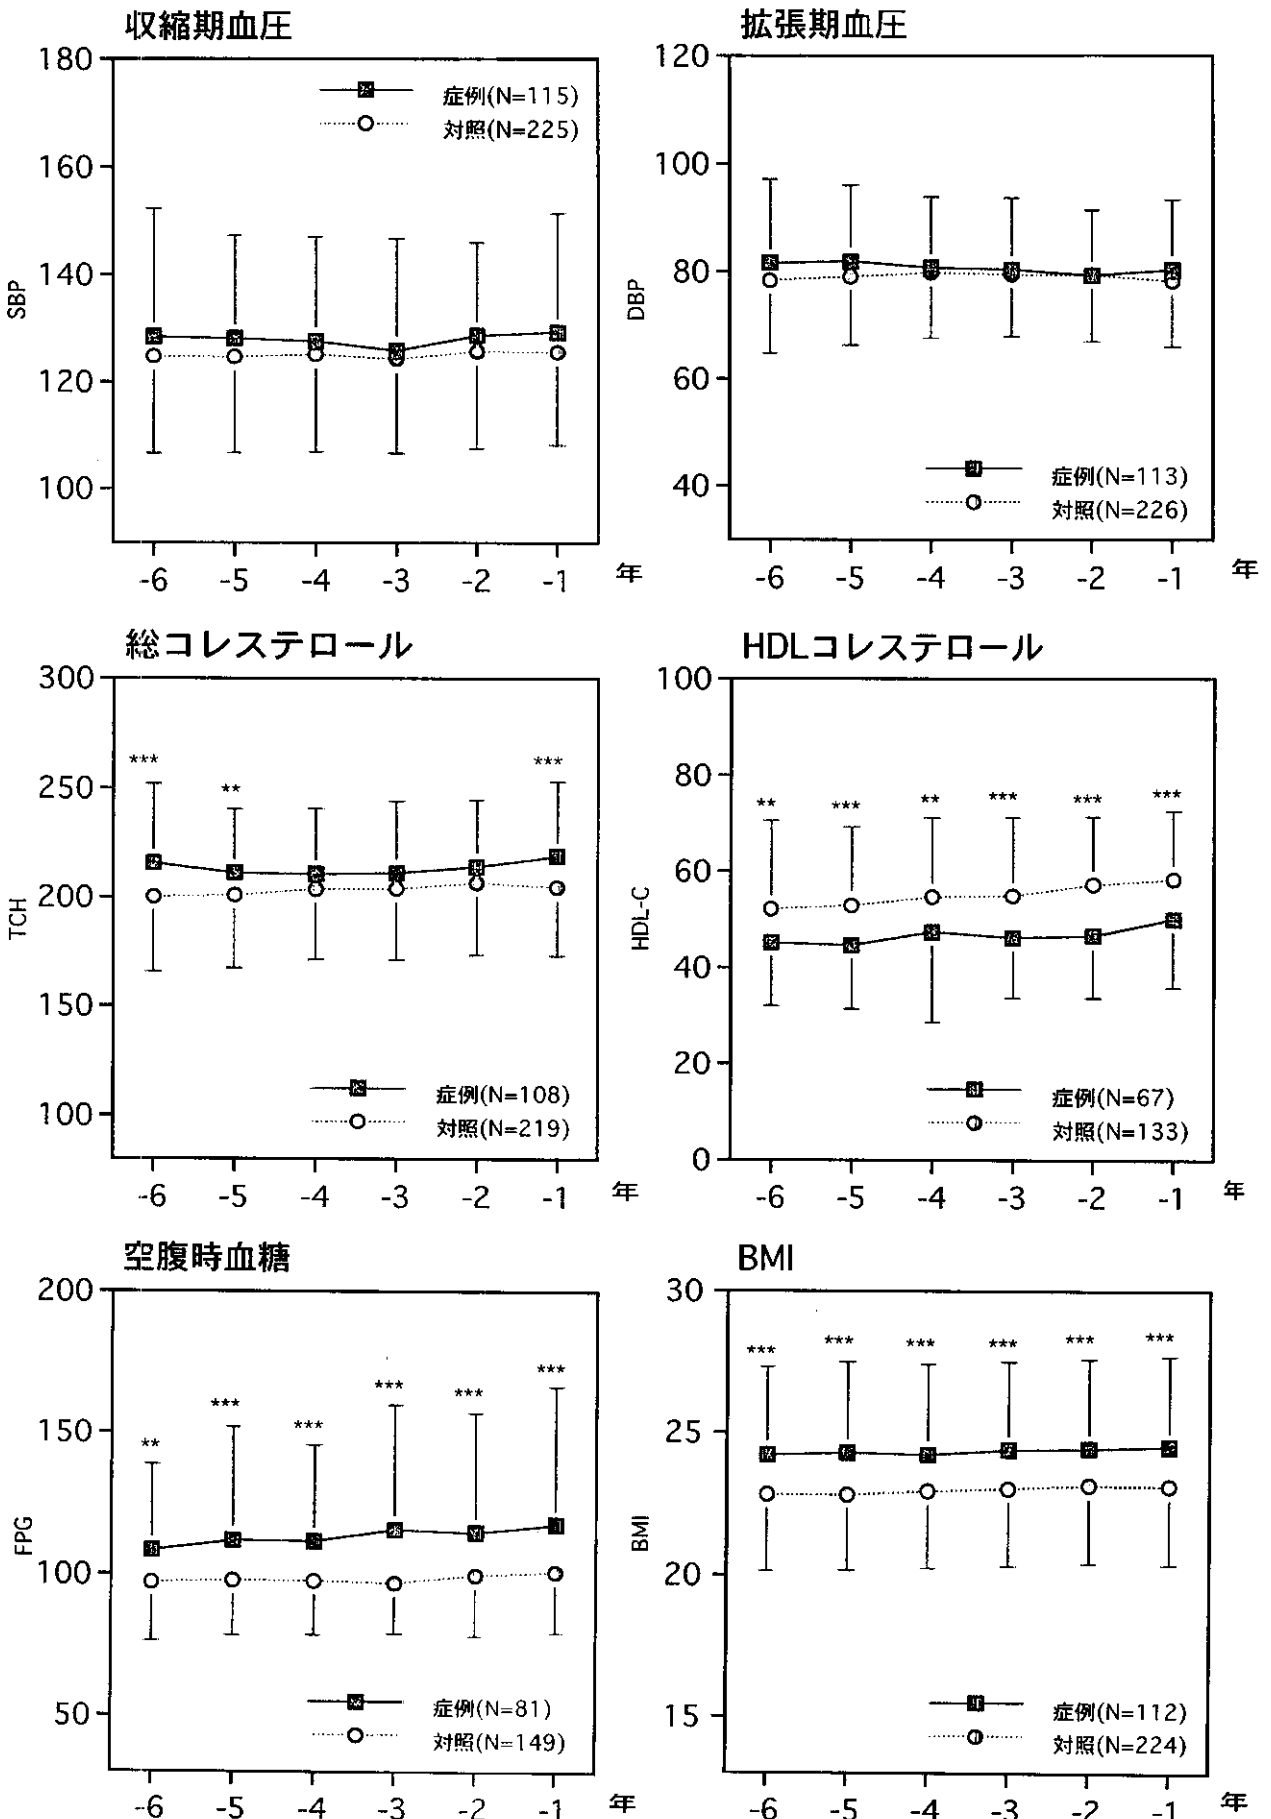 収縮期血圧
180
160
140
120
100
SBP
症例(N=115)
対照(N=225)
-6 -5 -4 -3 -2 -1 年
拡張期血圧
120
100
80
60
40
DBP
症例(N=113)
対照(N=226)
-6 -5 -4 -3 -2 -1 年
総コレステロール
300
250
200
150
100
TCH
*** ** ***
症例(N=108)
対照(N=219)
-6 -5 -4 -3 -2 -1 年
HDLコレステロール
100
80
60
40
20
0
HDL-C
** *** ** *** *** ***
症例(N=67)
対照(N=133)
-6 -5 -4 -3 -2 -1 年
空腹時血糖
200
150
100
50
FPG
** *** *** *** *** ***
症例(N=81)
対照(N=149)
-6 -5 -4 -3 -2 -1 年
BMI
30
25
20
15
BMI
*** *** *** *** *** ***
症例(N=112)
対照(N=224)
-6 -5 -4 -3 -2 -1 年